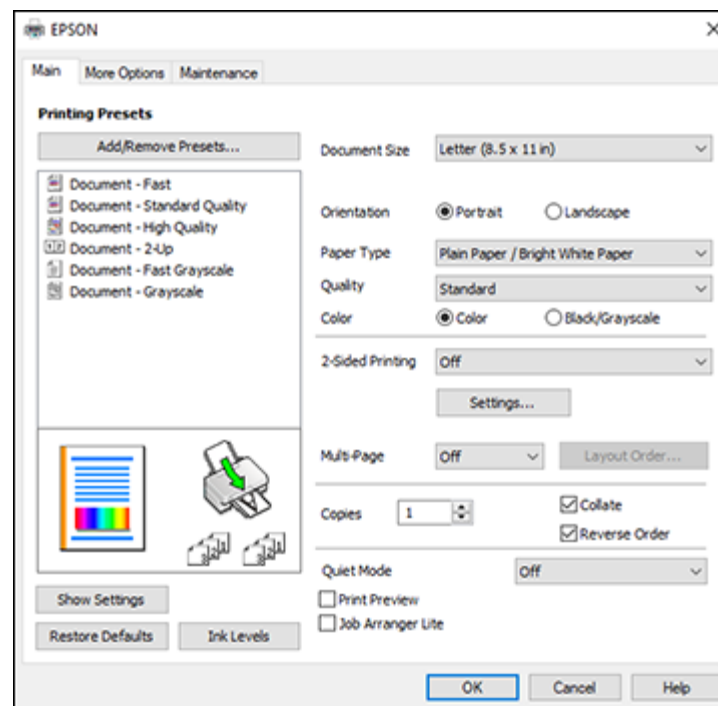 EPSON
Main More Options Maintenance
Printing Presets
Add/Remove Presets...
Document - Fast
Document - Standard Quality
Document - High Quality
Document - 2-Up
Document - Fast Grayscale
Document - Grayscale
Show Settings
Restore Defaults Ink Levels
Document Size Letter (8.5 x 11 in)
Orientation Portrait Landscape
Paper Type Plain Paper / Bright White Paper
Quality Standard
Color Color Black/Grayscale
2-Sided Printing Off
Settings...
Multi-Page Off Layout Order...
Copies 1 Collate
Reverse Order
Quiet Mode Off
Print Preview
Job Arranger Lite
OK Cancel Help